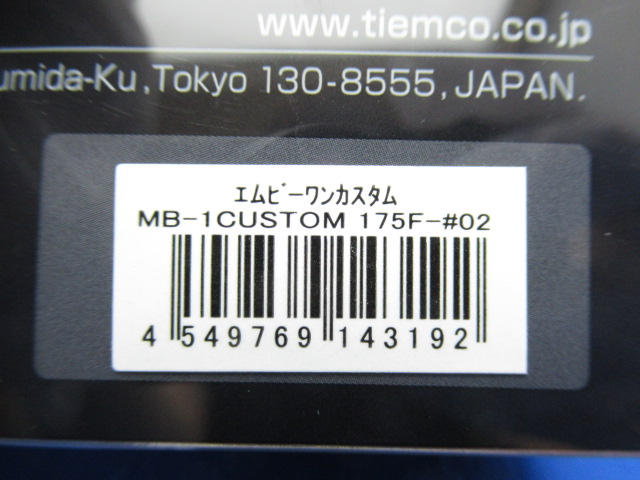 www.tiemco.co.jp
umida-Ku, Tokyo 130-8555, JAPAN.
ｴﾑﾋﾞｰﾜﾝｶｽﾀﾑ
MB-1CUSTOM 175F-#02
4 549769 143192